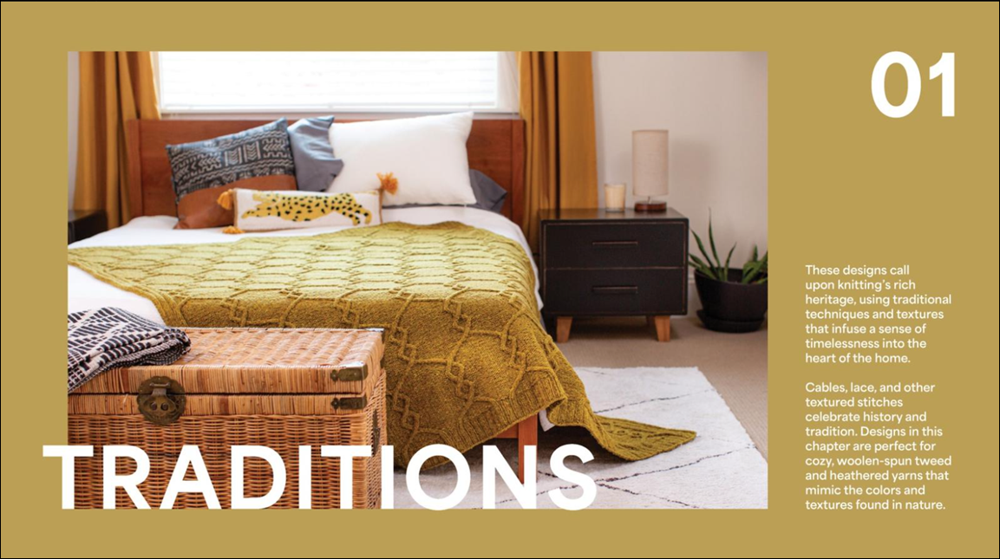 01
These designs call
upon knitting's rich
heritage, using traditional
techniques and textures
that infuse a sense of
timelessness into the
heart of the home.
Cables, lace, and other
textured stitches
celebrate history and
tradition. Designs in this
chapter are perfect for
cozy, woolen-spun tweed
and heathered yarns that
mimic the colors and
textures found in nature.
TRADITIONS